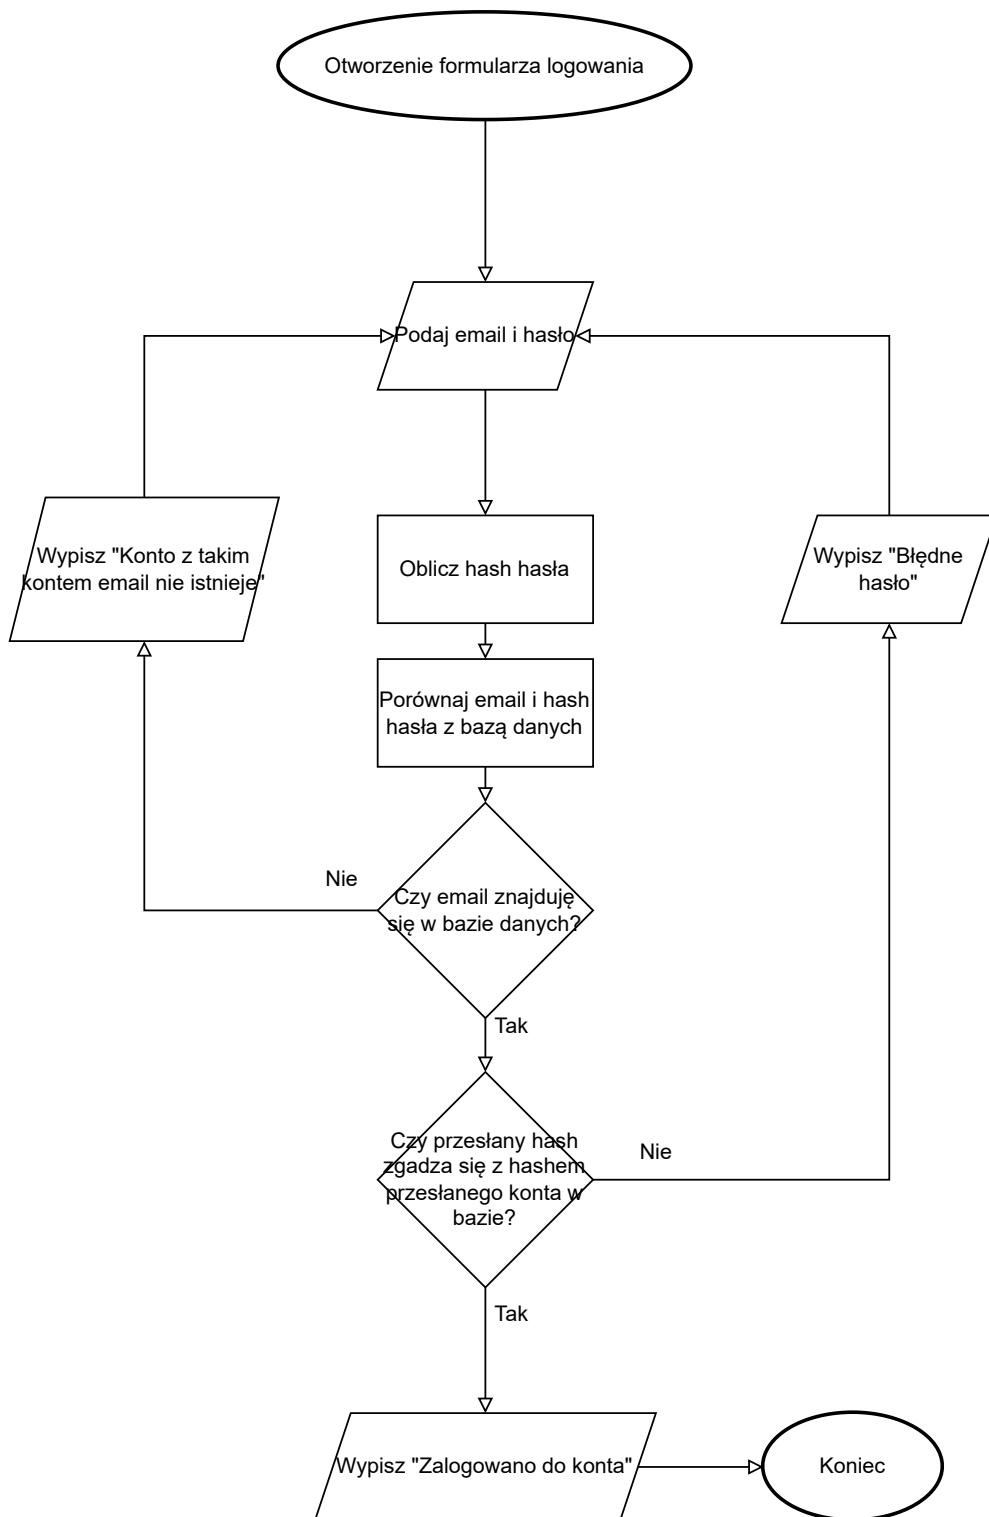 Otworzenie formularza logowania
Podaj email i hasło
Wypisz "Konto z takim
kontem email nie istnieje"
Oblicz hash hasła
Wypisz "Błędne
hasło"
Porównaj email i hash
hasła z bazą danych
Nie
Czy email znajduję
się w bazie danych?
Tak
Czy przesłany hash
zgadza się z hashem
przesłanego konta w
bazie?
Nie
Tak
Wypisz "Zalogowano do konta"
Koniec